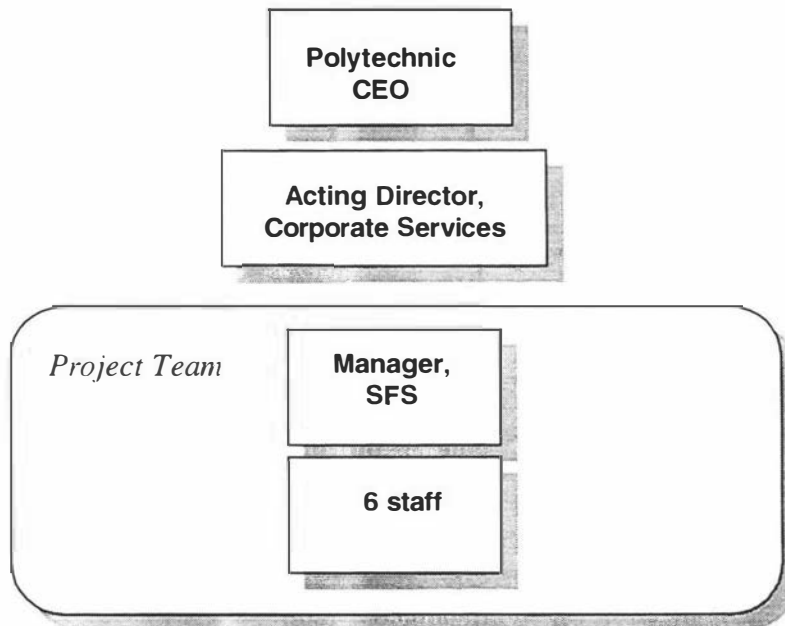 Polytechnic
CEO
Acting Director,
Corporate Services
Project Team
Manager,
SFS
6 staff